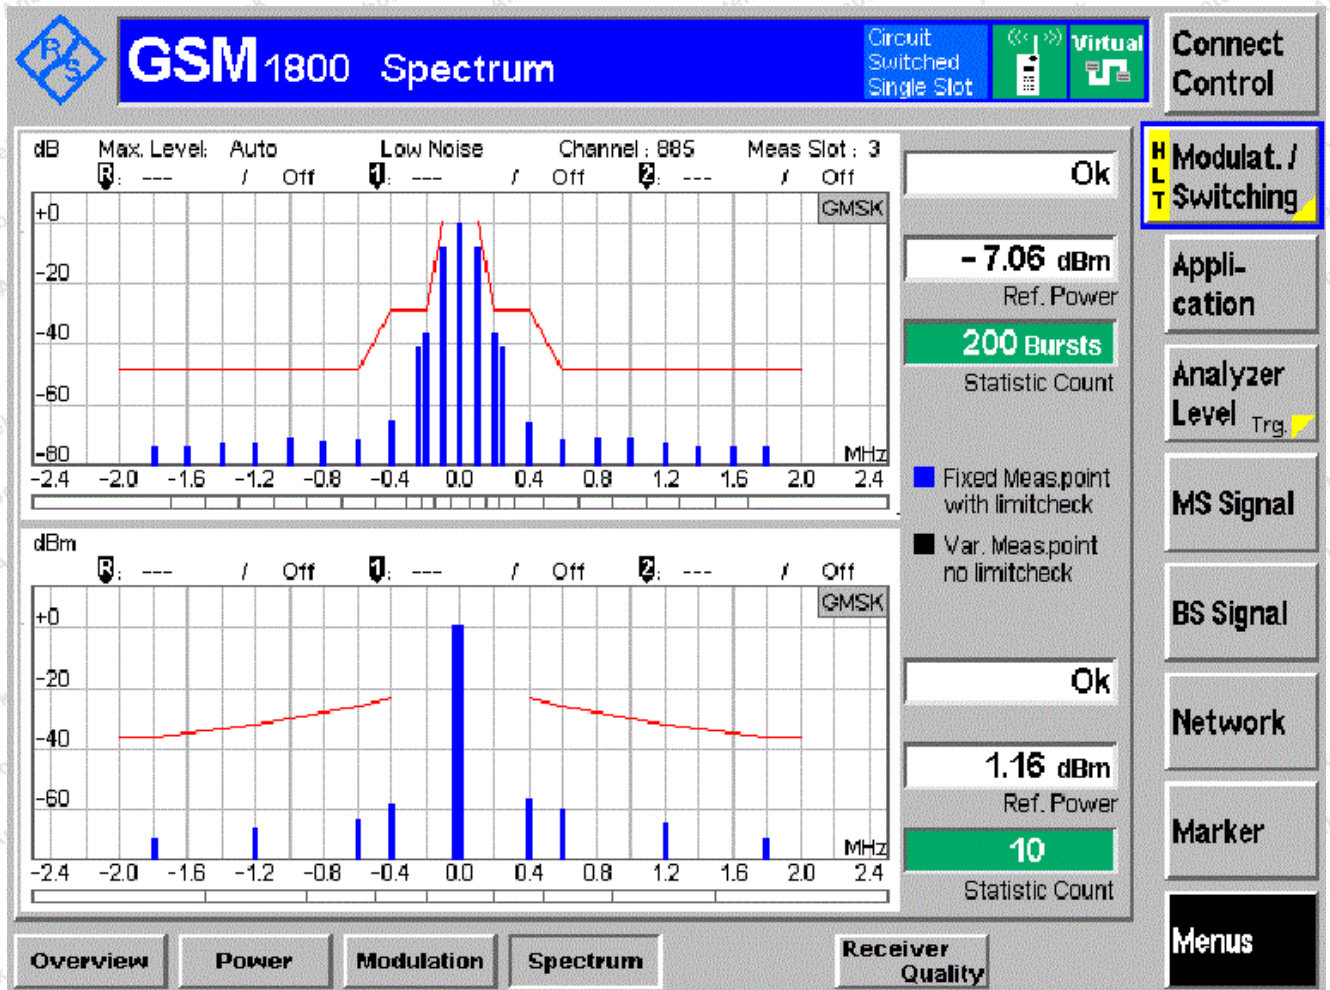 R&S
GSM 1800 Spectrum
Circuit
Switched
Single Slot
Virtual
Connect
Control
dB Max. Level: Auto Low Noise Channel : 885 Meas Slot : 3
R: --- / Off 1: --- / Off 2: --- / Off
GMSK
+0
-20
-40
-60
-80
MHz
-2.4 -2.0 -1.6 -1.2 -0.8 -0.4 0.0 0.4 0.8 1.2 1.6 2.0 2.4
Ok
- 7.06 dBm
Ref. Power
200 Bursts
Statistic Count
Fixed Meas.point
with limitcheck
Var. Meas.point
no limitcheck
dBm
R: --- / Off 1: --- / Off 2: --- / Off
GMSK
+0
-20
-40
-60
MHz
-2.4 -2.0 -1.6 -1.2 -0.8 -0.4 0.0 0.4 0.8 1.2 1.6 2.0 2.4
Ok
1.16 dBm
Ref. Power
10
Statistic Count
HLT
Modulat. /
Switching
Appli-
cation
Analyzer
Level Trg.
MS Signal
BS Signal
Network
Marker
Menus
Overview Power Modulation Spectrum
Receiver
Quality